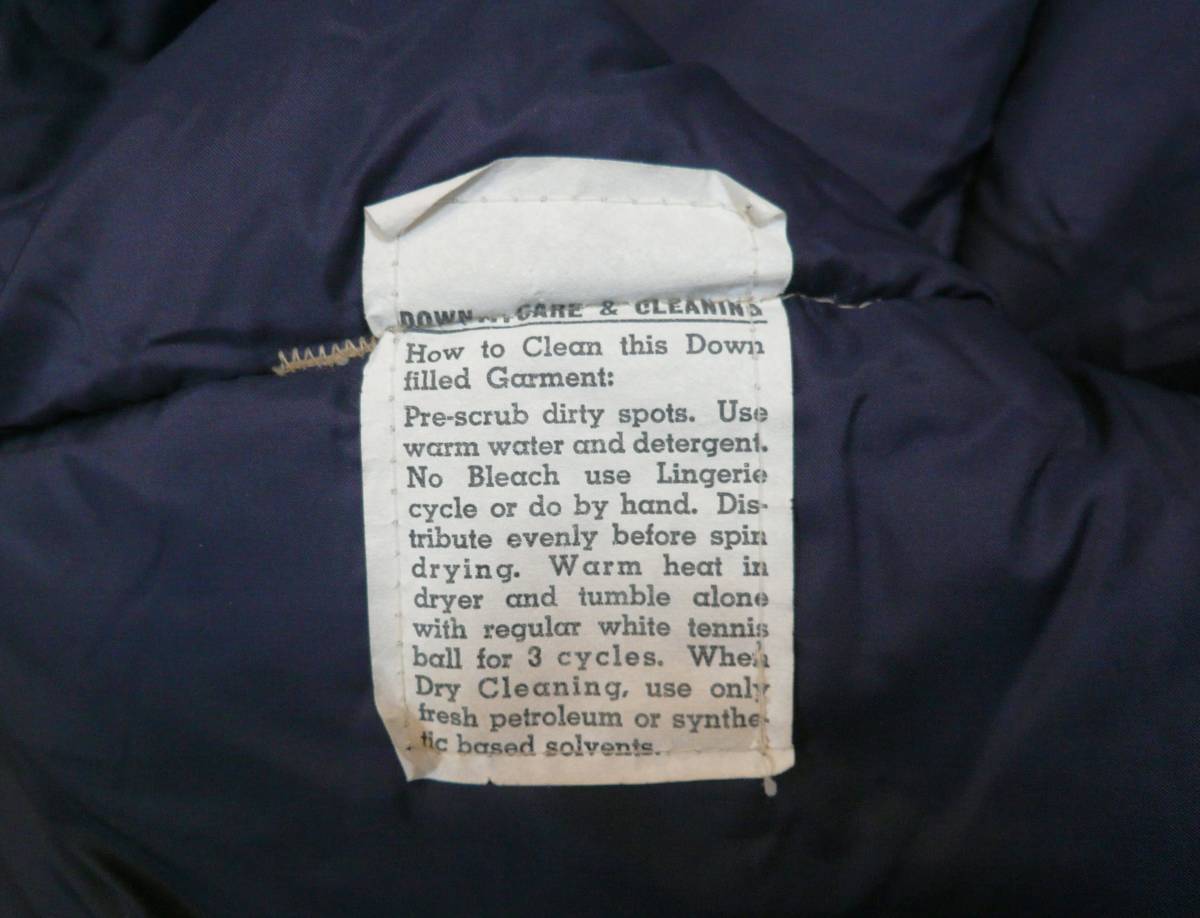 DOWN... CARE & CLEANING
How to Clean this Down
filled Garment:
Pre-scrub dirty spots. Use
warm water and detergent.
No Bleach use Lingerie
cycle or do by hand. Dis-
tribute evenly before spin
drying. Warm heat in
dryer and tumble alone
with regular white tennis
ball for 3 cycles. When
Dry Cleaning, use only
fresh petroleum or synthe-
tic based solvents.